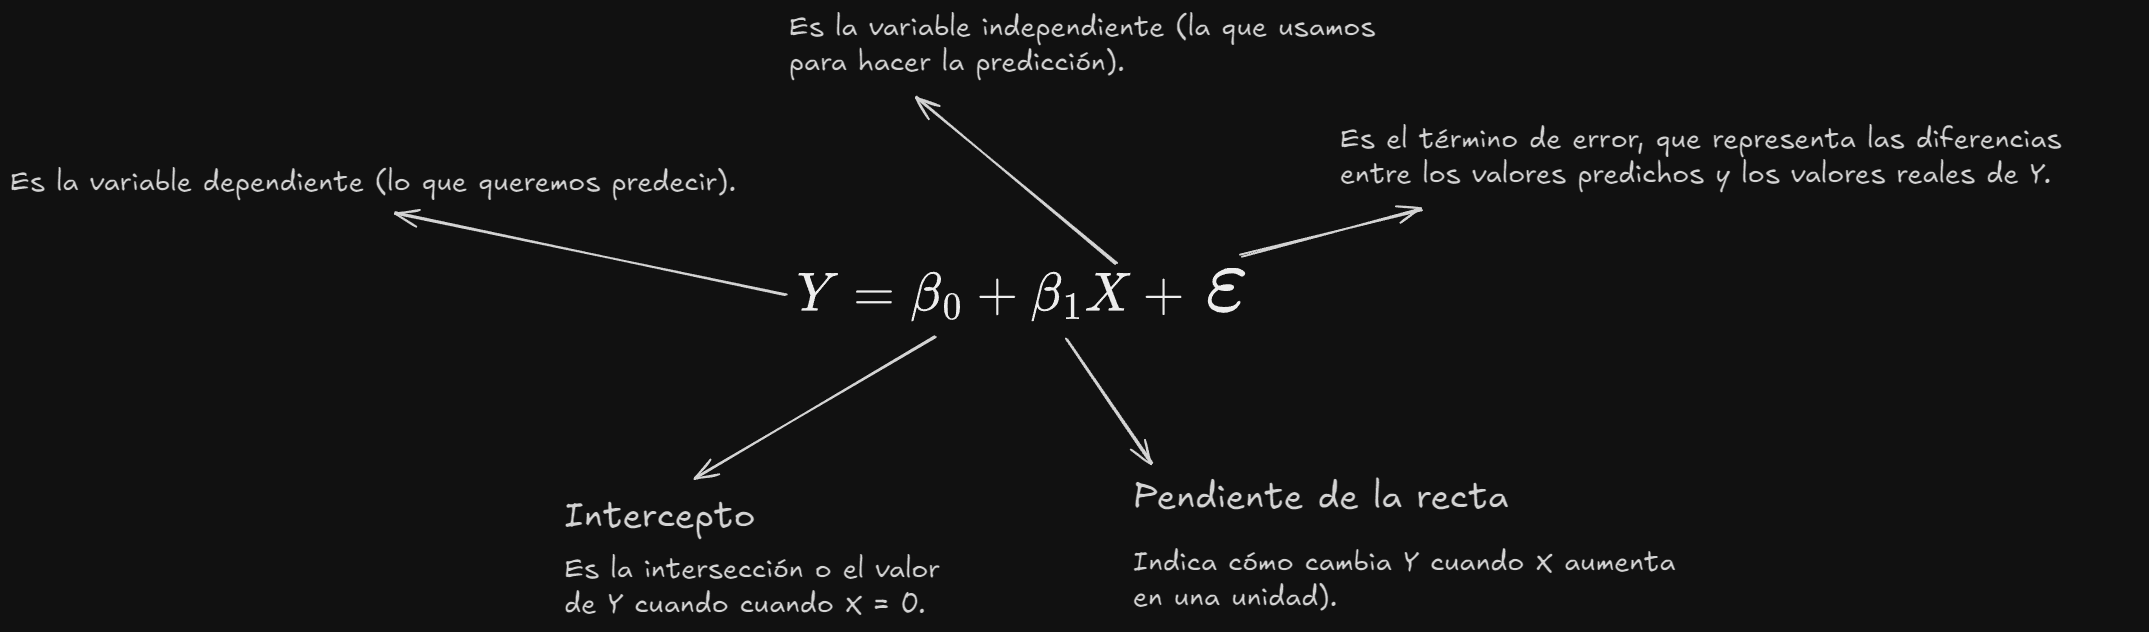 Es la variable independiente (la que usamos
para hacer la predicción).
Es el término de error, que representa las diferencias
entre los valores predichos y los valores reales de Y.
Es la variable dependiente (lo que queremos predecir).
Y = β₀ + β₁X + ε
Intercepto
Es la intersección o el valor
de Y cuando cuando X = 0.
Pendiente de la recta
Indica cómo cambia Y cuando X aumenta
en una unidad).